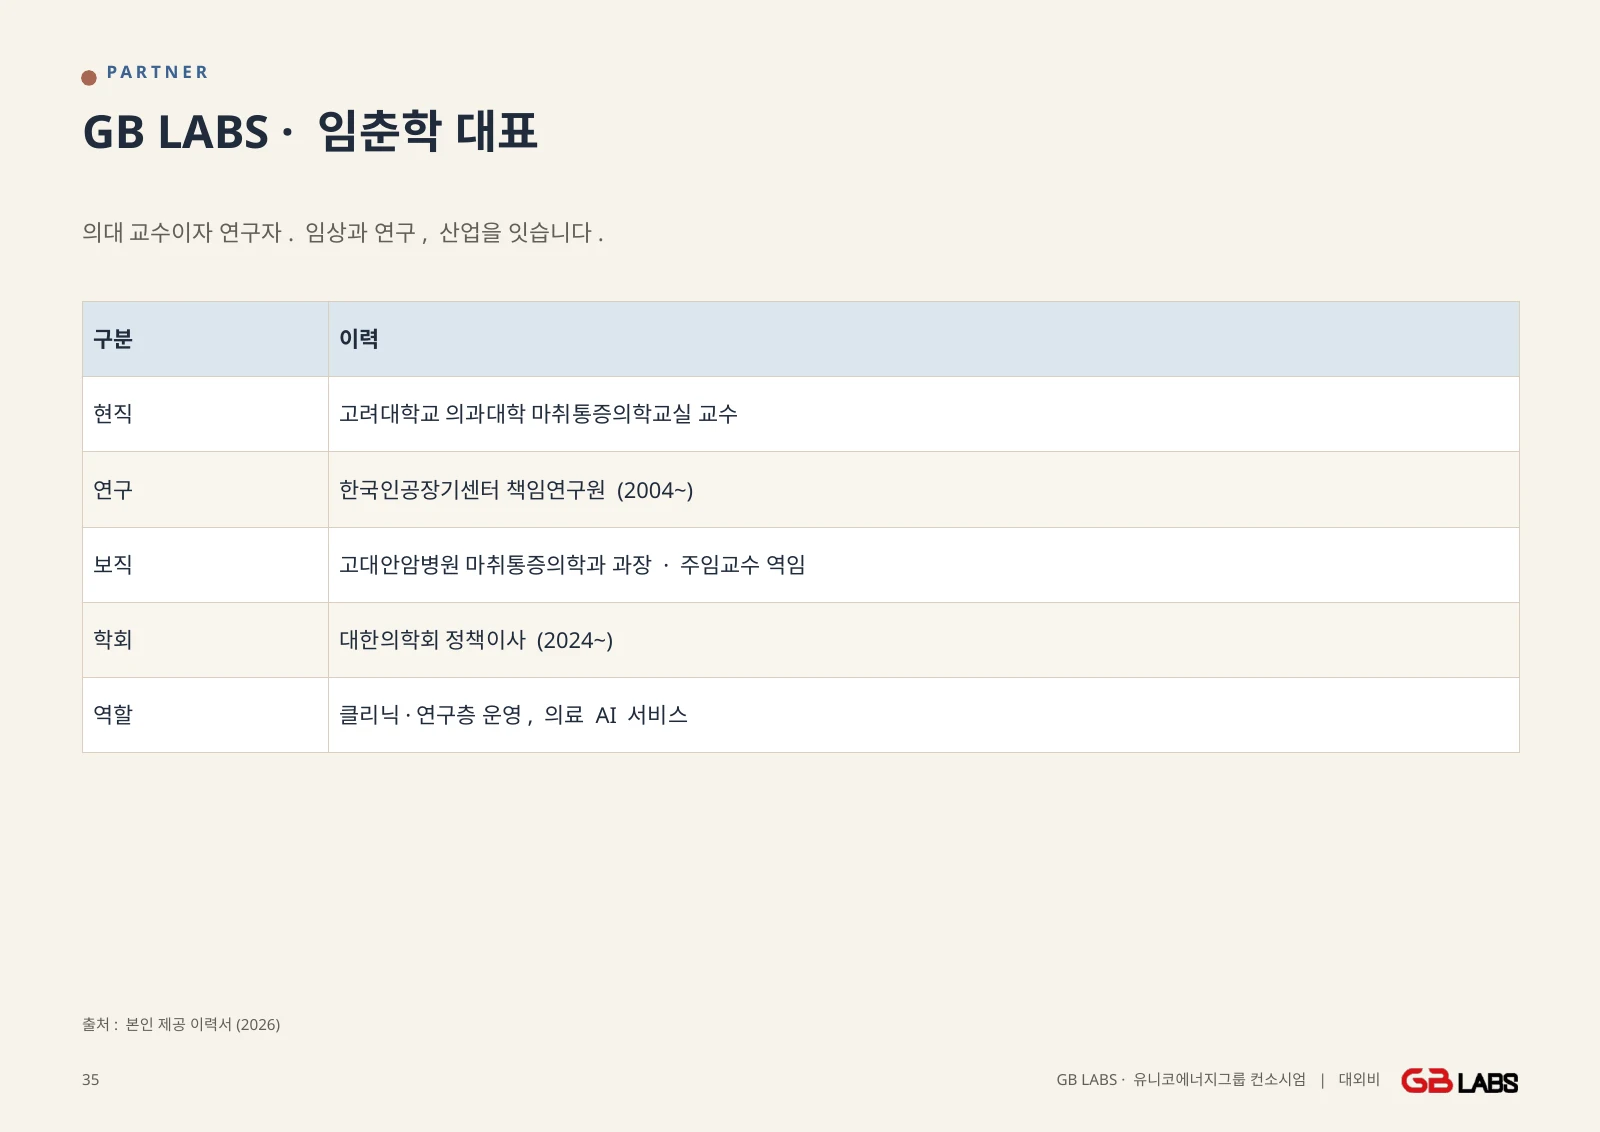 PARTNER
GB LABS · 임춘학 대표
의대 교수이자 연구자 . 임상과 연구 , 산업을 잇습니다 .
구분 이력
현직 고려대학교 의과대학 마취통증의학교실 교수
연구 한국인공장기센터 책임연구원 (2004~)
보직 고대안암병원 마취통증의학과 과장 · 주임교수 역임
학회 대한의학회 정책이사 (2024~)
역할 클리닉 · 연구층 운영 , 의료 AI 서비스
출처 : 본인 제공 이력서 (2026)
35 GB LABS · 유니코에너지그룹 컨소시엄 | 대외비 GB LABS